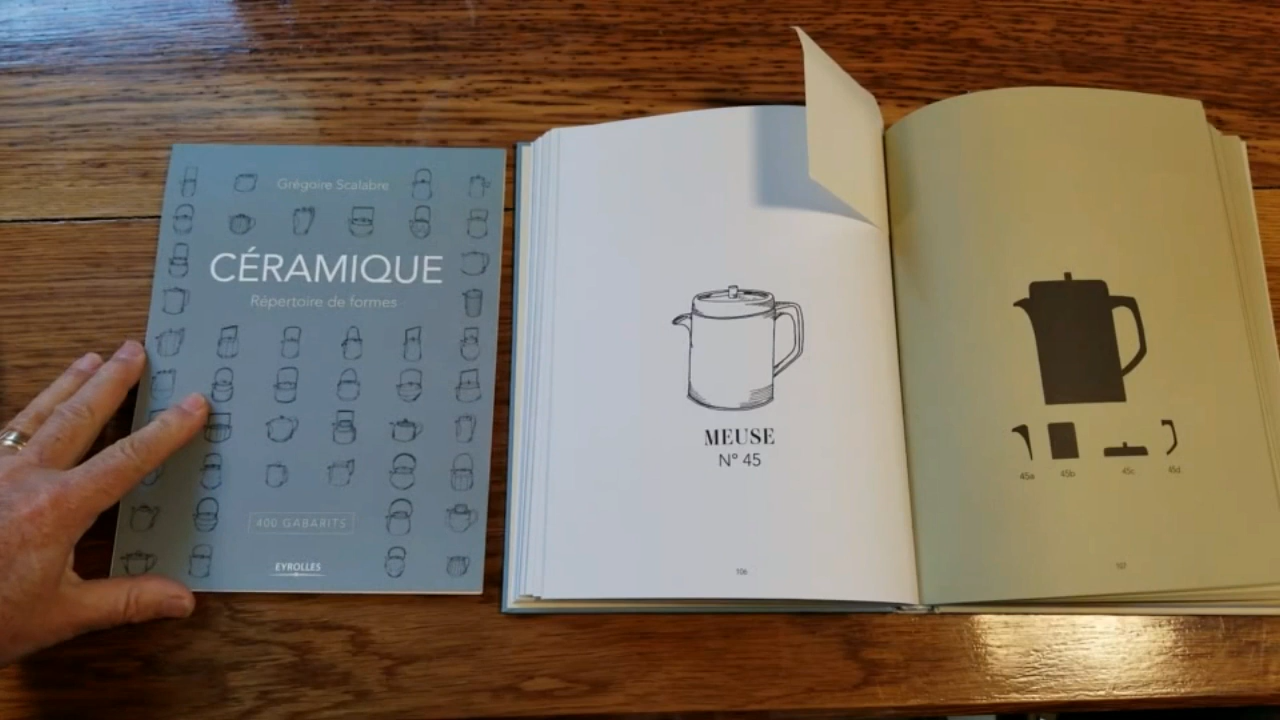 Grégoire Scalabre
CÉRAMIQUE
Répertoire de formes
400 GABARITS
EYROLLES
MEUSE
N° 45
106
45a 45b 45c 45d
107